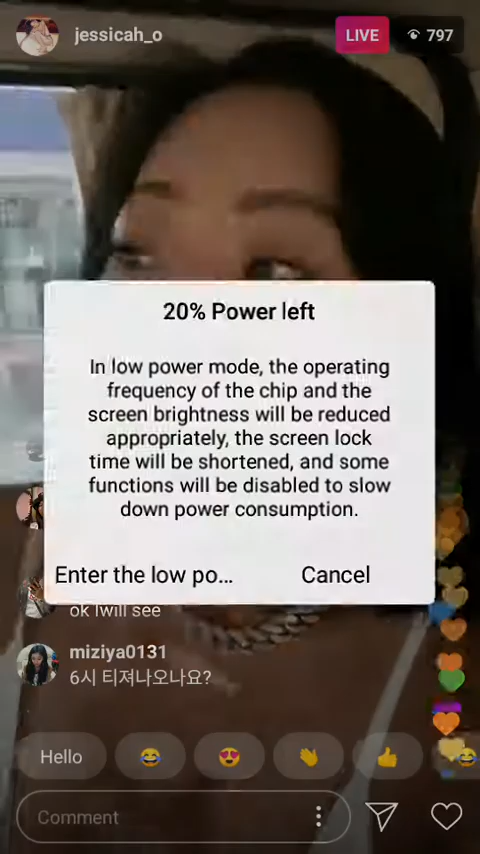 jessicah_o
LIVE
797
20% Power left
In low power mode, the operating
frequency of the chip and the
screen brightness will be reduced
appropriately, the screen lock
time will be shortened, and some
functions will be disabled to slow
down power consumption.
Enter the low po...
Cancel
ok Iwill see
miziya0131
6시 티져나오나요?
Hello
Comment